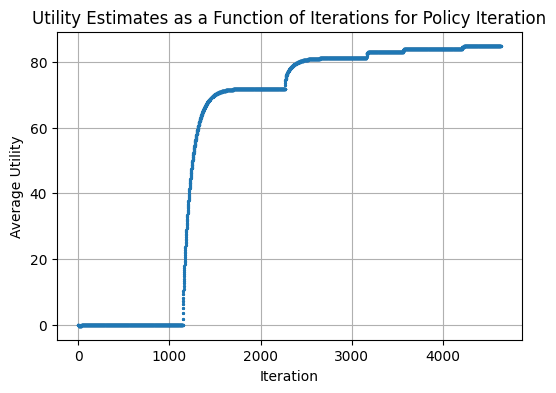 Utility Estimates as a Function of Iterations for Policy Iteration
80
60
40
20
0
Average Utility
0 1000 2000 3000 4000
Iteration